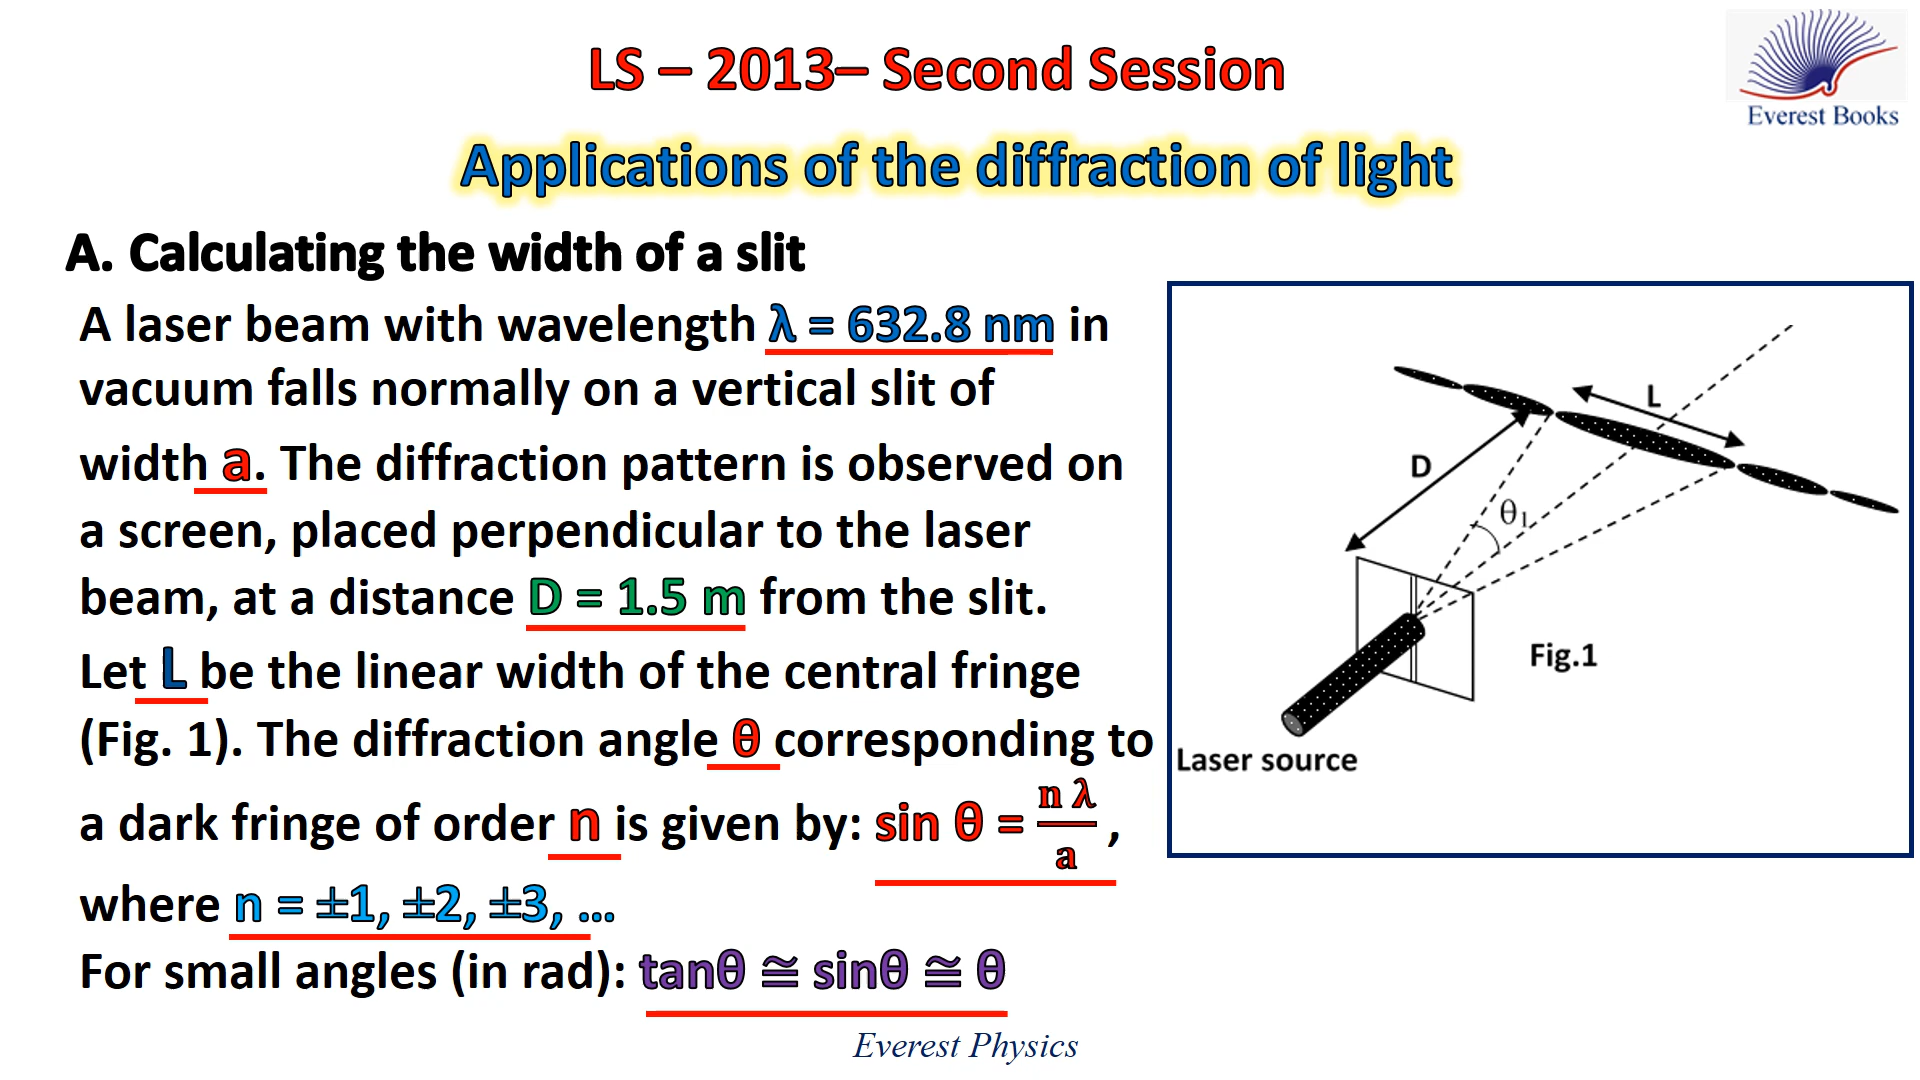 LS – 2013– Second Session
Everest Books
Applications of the diffraction of light
A. Calculating the width of a slit
A laser beam with wavelength λ = 632.8 nm in
vacuum falls normally on a vertical slit of
width a. The diffraction pattern is observed on
a screen, placed perpendicular to the laser
beam, at a distance D = 1.5 m from the slit.
Let L be the linear width of the central fringe
(Fig. 1). The diffraction angle θ corresponding to
a dark fringe of order n is given by: sin θ = n λ / a ,
where n = ±1, ±2, ±3, …
For small angles (in rad): tanθ ≅ sinθ ≅ θ
L
D
θ₁
Fig.1
Laser source
Everest Physics